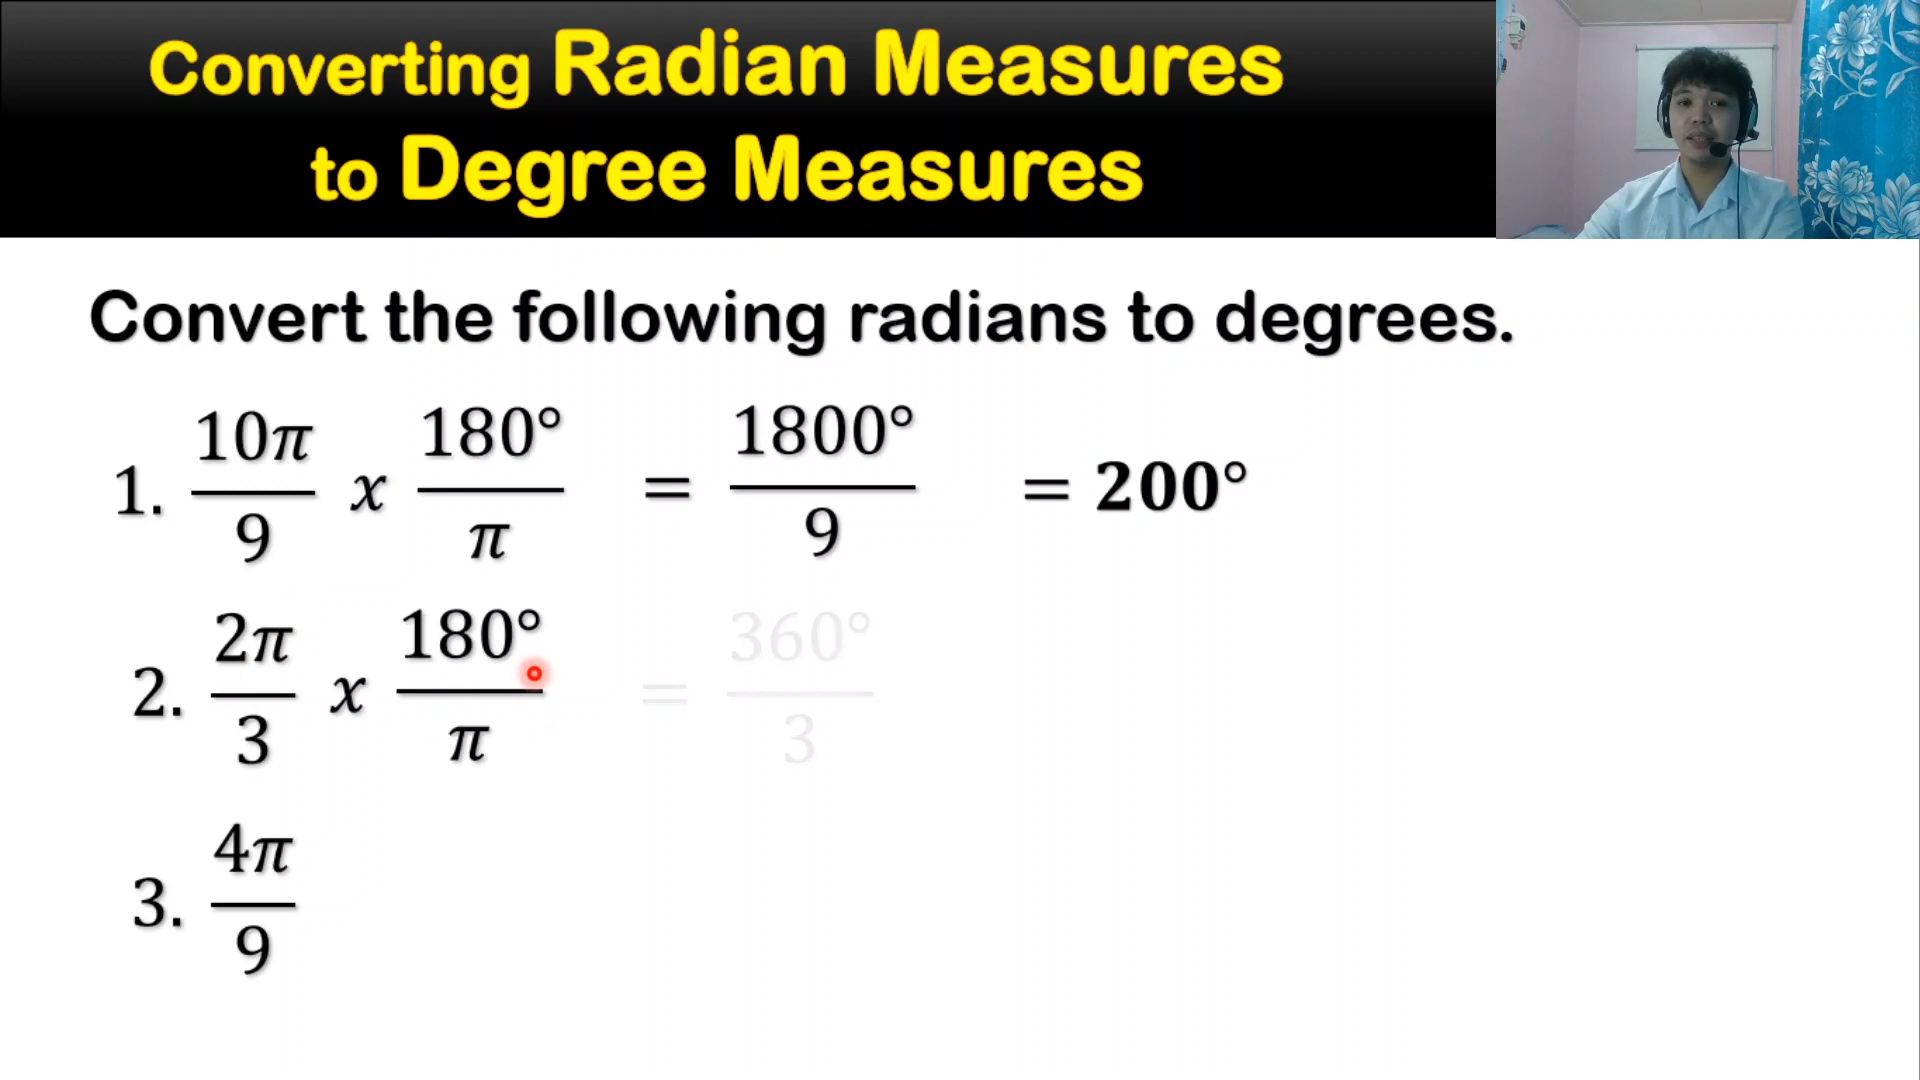 Converting Radian Measures
to Degree Measures
Convert the following radians to degrees.
1. 10π/9 x 180°/π = 1800°/9 = 200°
2. 2π/3 x 180°/π = 360°/3
3. 4π/9